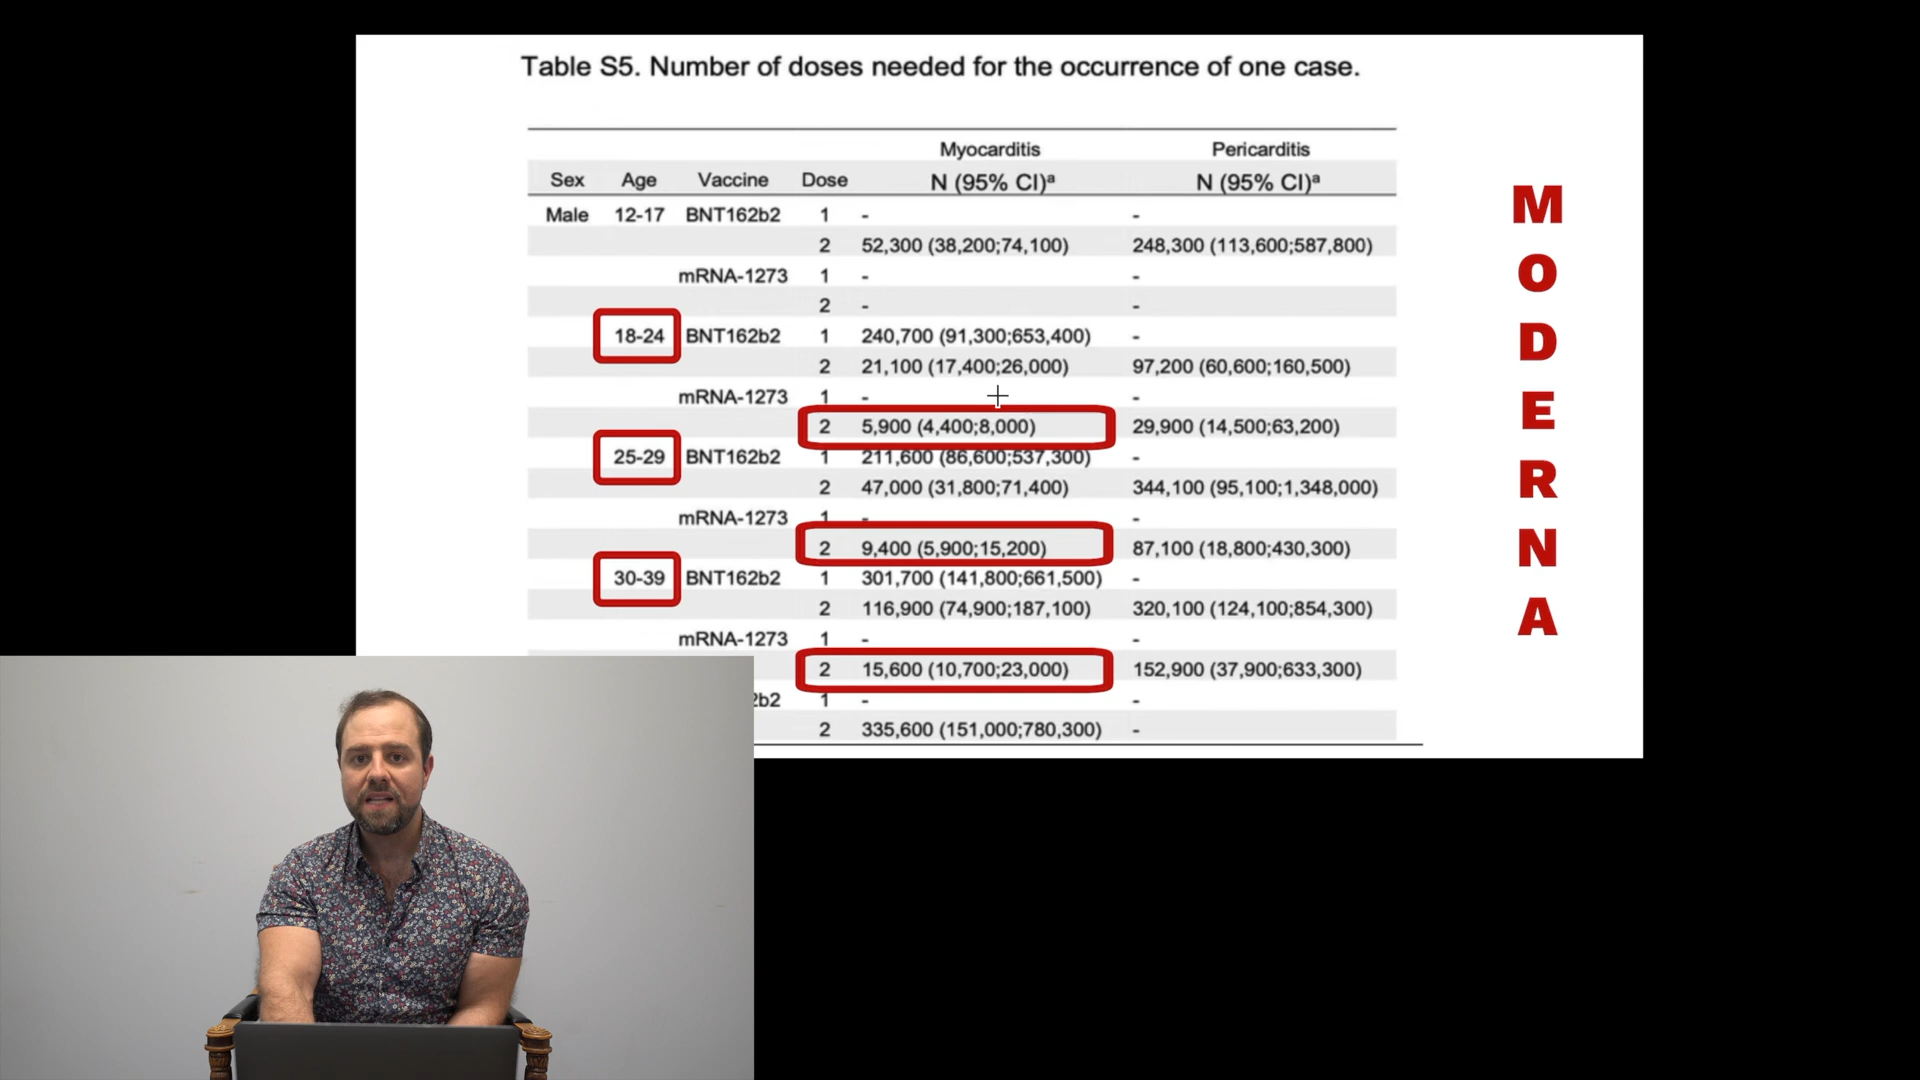 Table S5. Number of doses needed for the occurrence of one case.
Myocarditis Pericarditis
Sex Age Vaccine Dose N (95% CI)ᵃ N (95% CI)ᵃ
Male 12-17 BNT162b2 1 - -
2 52,300 (38,200;74,100) 248,300 (113,600;587,800)
mRNA-1273 1 - -
2 - -
18-24 BNT162b2 1 240,700 (91,300;653,400) -
2 21,100 (17,400;26,000) 97,200 (60,600;160,500)
mRNA-1273 1 - -
2 5,900 (4,400;8,000) 29,900 (14,500;63,200)
25-29 BNT162b2 1 211,600 (86,600;537,300) -
2 47,000 (31,800;71,400) 344,100 (95,100;1,348,000)
mRNA-1273 1 - -
2 9,400 (5,900;15,200) 87,100 (18,800;430,300)
30-39 BNT162b2 1 301,700 (141,800;661,500) -
2 116,900 (74,900;187,100) 320,100 (124,100;854,300)
mRNA-1273 1 - -
2 15,600 (10,700;23,000) 152,900 (37,900;633,300)
2b2 1 - -
2 335,600 (151,000;780,300) -
M
O
D
E
R
N
A